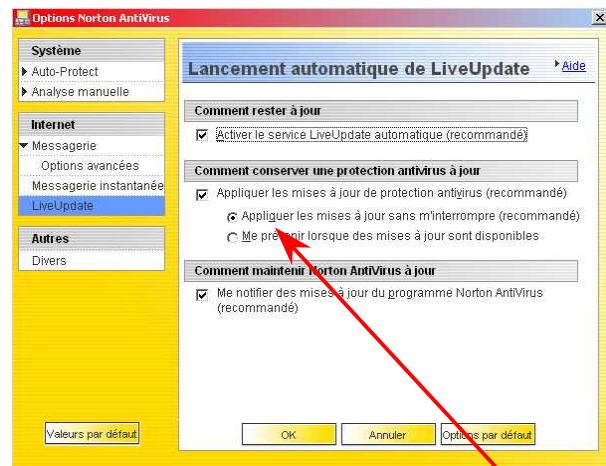 Options Norton AntiVirus
Système
Auto-Protect
Analyse manuelle
Internet
Messagerie
Options avancées
Messagerie instantanée
LiveUpdate
Autres
Divers
Valeurs par défaut
Lancement automatique de LiveUpdate
Aide
Comment rester à jour
Activer le service LiveUpdate automatique (recommandé)
Comment conserver une protection antivirus à jour
Appliquer les mises à jour de protection antivirus (recommandé)
Appliquer les mises à jour sans m'interrompre (recommandé)
Me prévenir lorsque des mises à jour sont disponibles
Comment maintenir Norton AntiVirus à jour
Me notifier des mises à jour du programme Norton AntiVirus
(recommandé)
OK
Annuler
Options par défaut